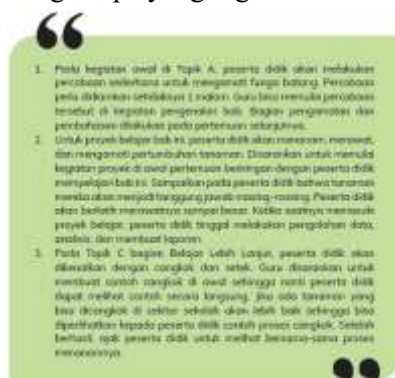 1. Pada kegiatan awal di Topik A, peserta didik akan melakukan
percobaan sederhana untuk mengamati fungsi batang. Percobaan
perlu didiamkan setidaknya 1 malam. Guru bisa memulai percobaan
tersebut di kegiatan pengenalan bab. Bagian pengamatan dan
pembahasan dilakukan pada pertemuan selanjutnya.
2. Untuk proyek belajar bab ini, peserta didik akan menanam, merawat,
dan mengamati pertumbuhan tanaman. Disarankan untuk memulai
kegiatan proyek di awal pertemuan beriringan dengan peserta didik
mempelajari bab ini. Sampaikan pada peserta didik bahwa tanaman
mereka akan menjadi tanggung jawab masing-masing. Peserta didik
akan berlatih merawatnya sampai besar. Ketika saatnya memasuki
proyek belajar, peserta didik tinggal melakukan pengolahan data,
analisis, dan membuat laporan.
3. Pada Topik C bagian Belajar Lebih Lanjut, peserta didik akan
dikenalkan dengan cangkok dan setek. Guru disarankan untuk
membuat contoh cangkok di awal sehingga nanti peserta didik
dapat melihat contoh secara langsung. Jika ada tanaman yang
bisa dicangkok di sekitar sekolah akan lebih baik sehingga bisa
diperlihatkan kepada peserta didik contoh proses cangkok. Setelah
berhasil, ajak peserta didik untuk melihat bersama-sama proses
menanamnya.